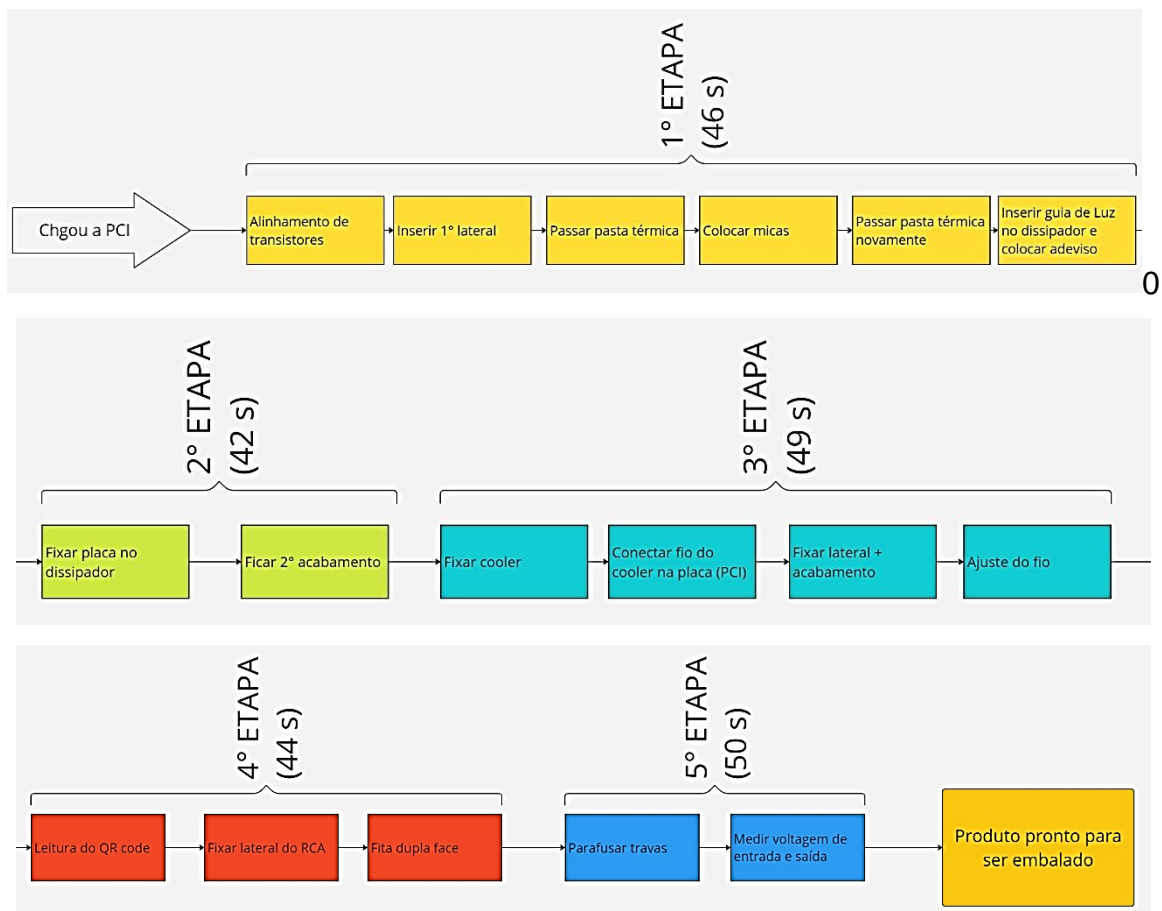 1° ETAPA
(46 s)
Chgou a PCI
Alinhamento de
transistores
Inserir 1° lateral
Passar pasta térmica
Colocar micas
Passar pasta térmica
novamente
Inserir guia de Luz
no dissipador e
colocar adeviso
0
2° ETAPA
(42 s)
3° ETAPA
(49 s)
Fixar placa no
dissipador
Ficar 2° acabamento
Fixar cooler
Conectar fio do
cooler na placa (PCI)
Fixar lateral +
acabamento
Ajuste do fio
4° ETAPA
(44 s)
5° ETAPA
(50 s)
Leitura do QR code
Fixar lateral do RCA
Fita dupla face
Parafusar travas
Medir voltagem de
entrada e saída
Produto pronto para
ser embalado